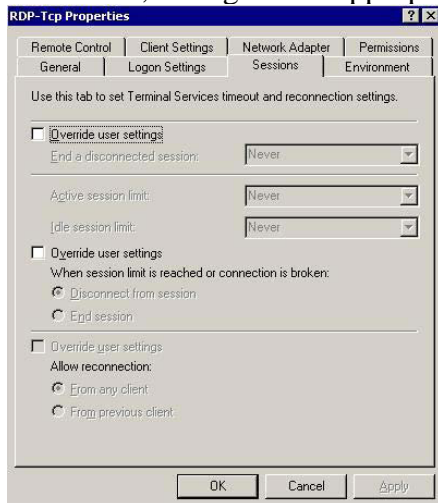 RDP-Tcp Properties
Remote Control Client Settings Network Adapter Permissions
General Logon Settings Sessions Environment
Use this tab to set Terminal Services timeout and reconnection settings.
Override user settings
End a disconnected session: Never
Active session limit: Never
Idle session limit: Never
Override user settings
When session limit is reached or connection is broken:
Disconnect from session
End session
Override user settings
Allow reconnection:
From any client
From previous client
OK Cancel Apply